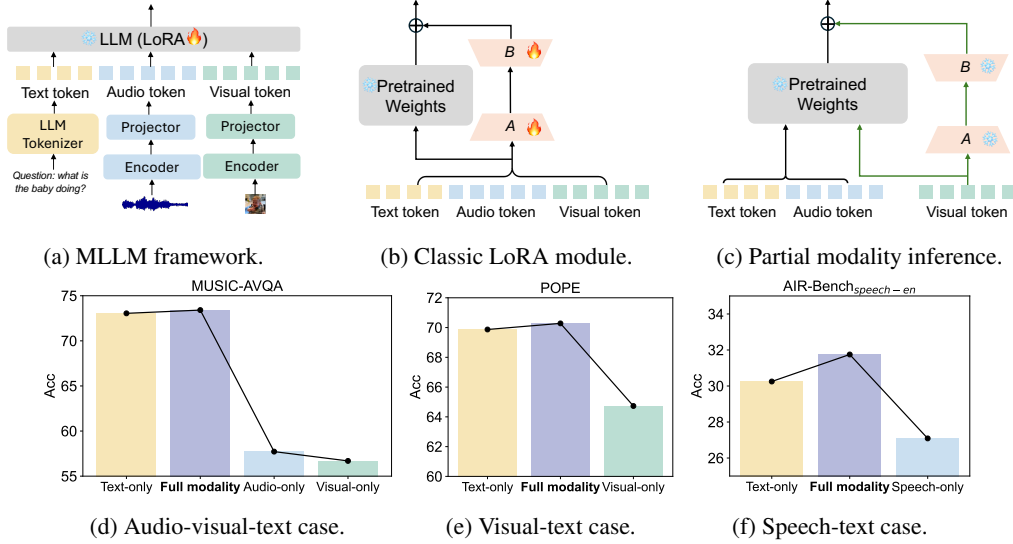 LLM (LoRA)
Text token
Audio token
Visual token
LLM
Tokenizer
Projector
Projector
Encoder
Encoder
Question: what is
the baby doing?
(a) MLLM framework.
B
Pretrained
Weights
A
Text token
Audio token
Visual token
(b) Classic LoRA module.
B
Pretrained
Weights
A
Text token
Audio token
Visual token
(c) Partial modality inference.
MUSIC-AVQA
75
70
65
60
55
Acc
Text-only
Full modality
Audio-only
Visual-only
(d) Audio-visual-text case.
POPE
72
70
68
66
64
62
60
Acc
Text-only
Full modality
Visual-only
(e) Visual-text case.
AIR-Bench speech-en
34
32
30
28
26
Acc
Text-only
Full modality
Speech-only
(f) Speech-text case.